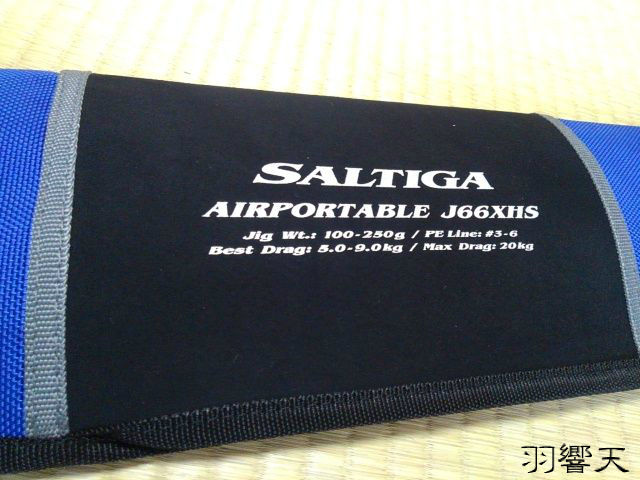 SALTIGA
AIRPORTABLE J66XHS
Jig Wt.: 100-250g / PE Line: #3-6
Best Drag: 5.0-9.0kg / Max Drag: 20kg
羽響天